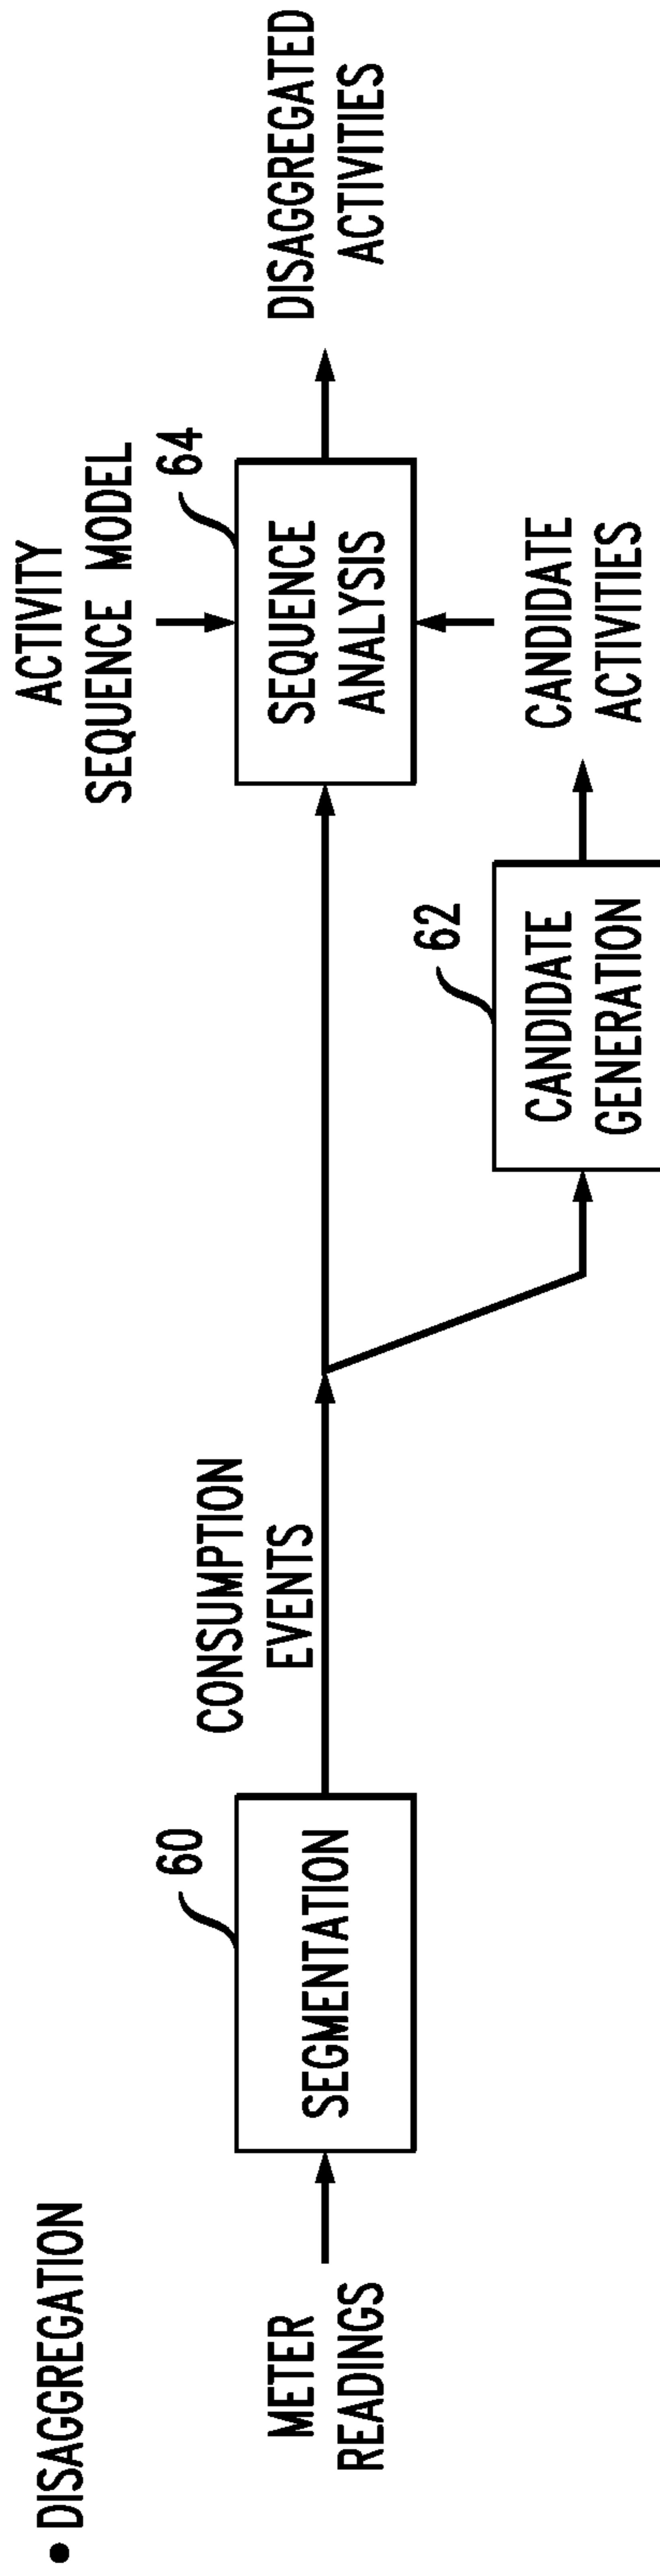 • DISAGGREGATION
METER
READINGS
60
SEGMENTATION
CONSUMPTION
EVENTS
62
CANDIDATE
GENERATION
CANDIDATE
ACTIVITIES
ACTIVITY
SEQUENCE MODEL
64
SEQUENCE
ANALYSIS
DISAGGREGATED
ACTIVITIES